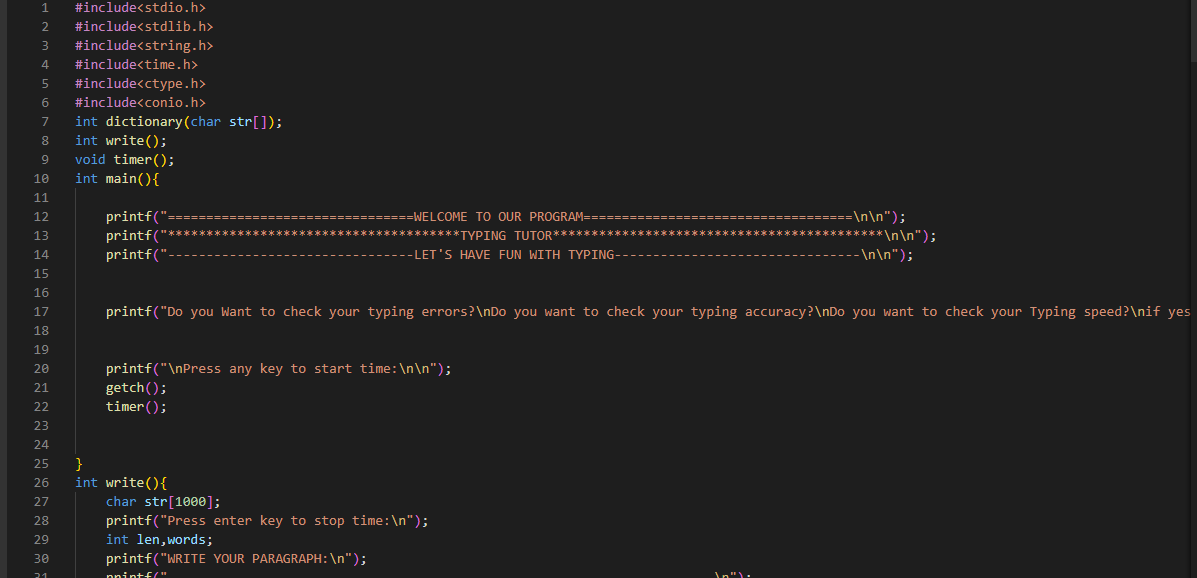 1 #include<stdio.h>
2 #include<stdlib.h>
3 #include<string.h>
4 #include<time.h>
5 #include<ctype.h>
6 #include<conio.h>
7 int dictionary(char str[]);
8 int write();
9 void timer();
10 int main(){
11
12 printf("================================WELCOME TO OUR PROGRAM===================================\n\n");
13 printf("**************************************TYPING TUTOR*******************************************\n\n");
14 printf("--------------------------------LET'S HAVE FUN WITH TYPING--------------------------------\n\n");
15
16
17 printf("Do you Want to check your typing errors?\nDo you want to check your typing accuracy?\nDo you want to check your Typing speed?\nif yes
18
19
20 printf("\nPress any key to start time:\n\n");
21 getch();
22 timer();
23
24
25 }
26 int write(){
27 char str[1000];
28 printf("Press enter key to stop time:\n");
29 int len,words;
30 printf("WRITE YOUR PARAGRAPH:\n");
31 printf("